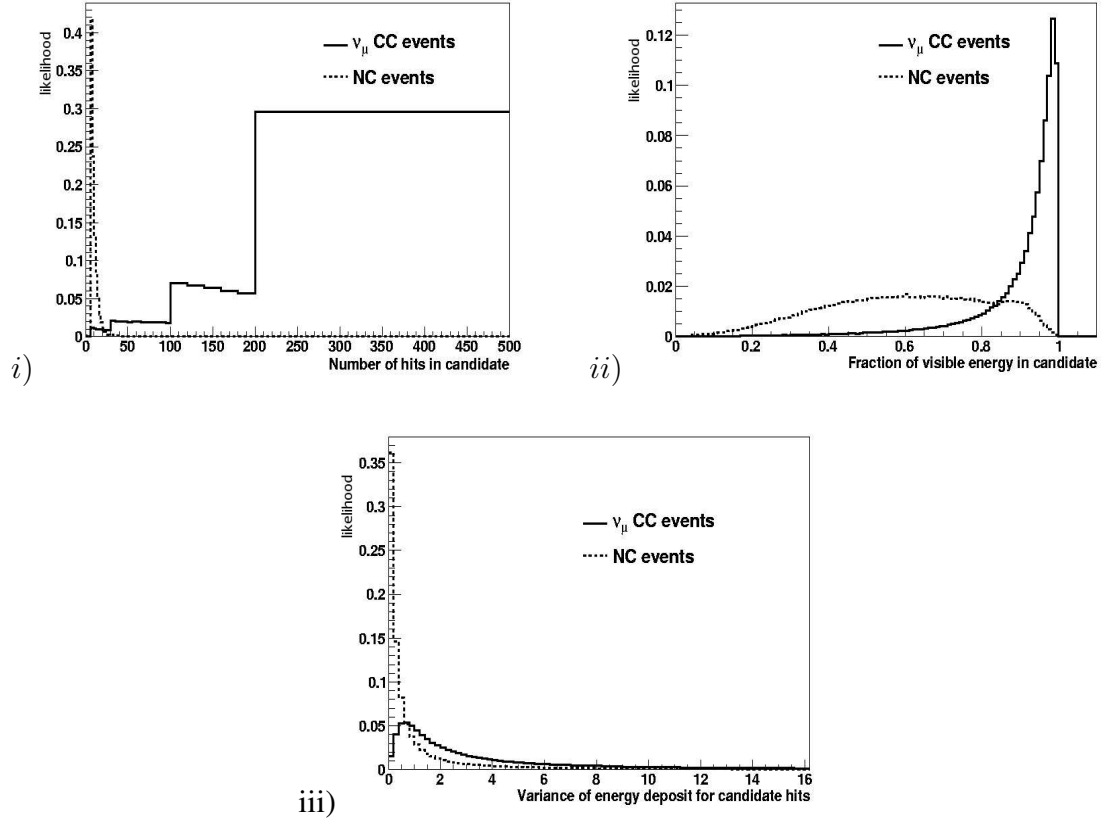 likelihood
0.4
0.35
0.3
0.25
0.2
0.15
0.1
0.05
0
ν_μ CC events
NC events
0 50 100 150 200 250 300 350 400 450 500
Number of hits in candidate
i)
likelihood
0.12
0.1
0.08
0.06
0.04
0.02
0
ν_μ CC events
NC events
0 0.2 0.4 0.6 0.8 1
Fraction of visible energy in candidate
ii)
likelihood
0.35
0.3
0.25
0.2
0.15
0.1
0.05
0
ν_μ CC events
NC events
0 2 4 6 8 10 12 14 16
Variance of energy deposit for candidate hits
iii)